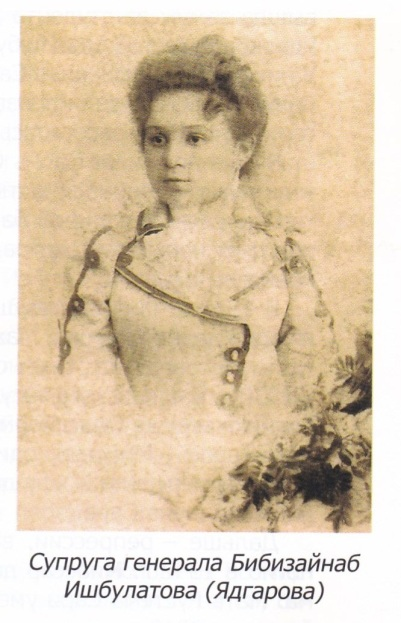 Супруга генерала Бибизайнаб
Ишбулатова (Ядгарова)